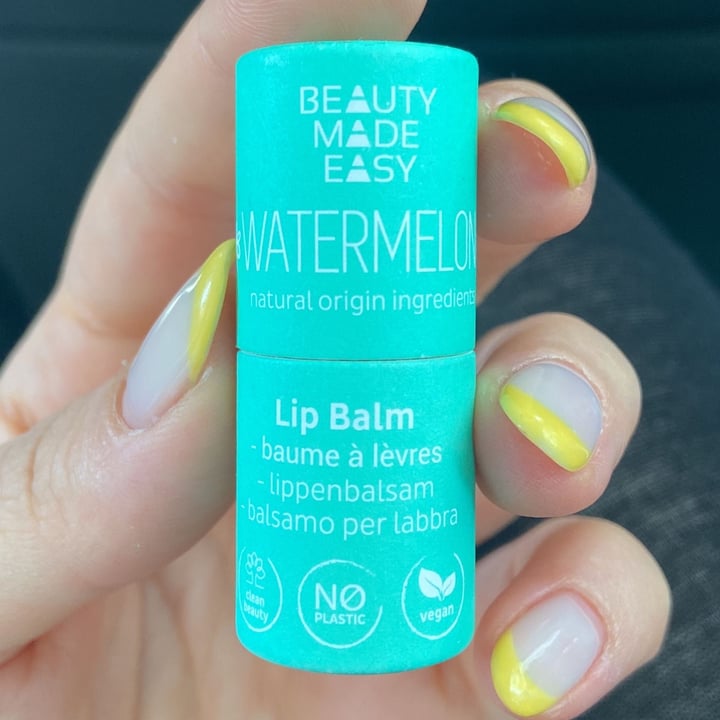 BEAUTY
MADE
EASY
WATERMELON
natural origin ingredients
Lip Balm
- baume à lèvres
- lippenbalsam
- balsamo per labbra
clean
beauty
NO
PLASTIC
vegan